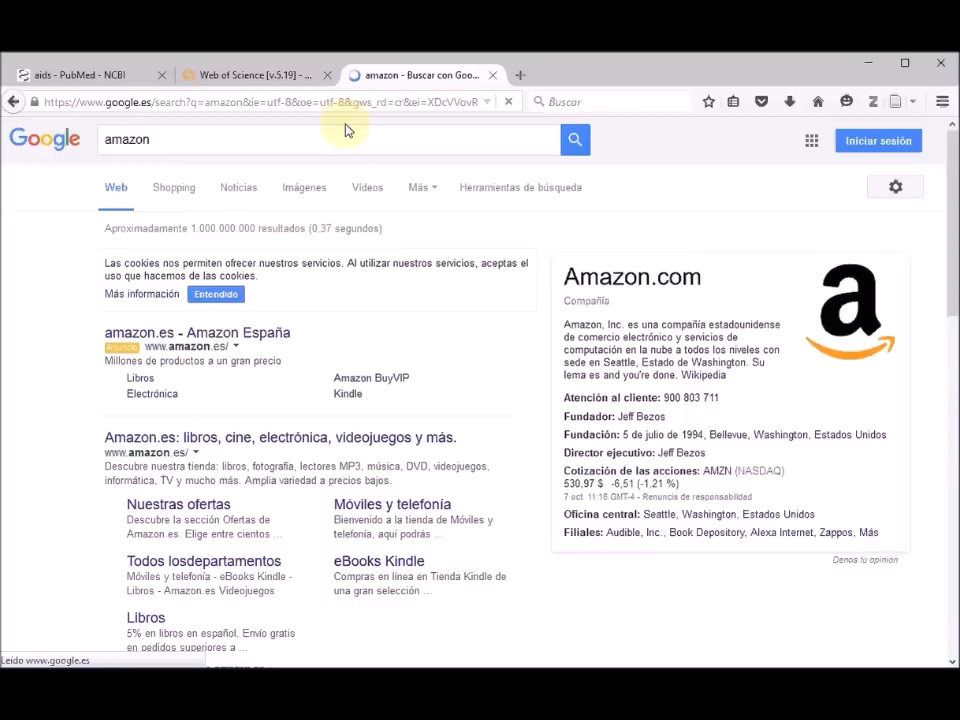 aids - PubMed - NCBI
Web of Science [v.5.19] - ...
amazon - Buscar con Goo...
https://www.google.es/search?q=amazon&ie=utf-8&oe=utf-8&gws_rd=cr&ei=XDcVVovR
Buscar
Google
amazon
Iniciar sesión
Web
Shopping
Noticias
Imágenes
Vídeos
Más
Herramientas de búsqueda
Aproximadamente 1.000.000.000 resultados (0,37 segundos)
Las cookies nos permiten ofrecer nuestros servicios. Al utilizar nuestros servicios, aceptas el
uso que hacemos de las cookies.
Más información
Entendido
amazon.es - Amazon España
Anuncio www.amazon.es/
Millones de productos a un gran precio
Libros
Amazon BuyVIP
Electrónica
Kindle
Amazon.es: libros, cine, electrónica, videojuegos y más.
www.amazon.es/
Descubre nuestra tienda: libros, fotografía, lectores MP3, música, DVD, videojuegos,
informática, TV y mucho más. Amplia variedad a precios bajos.
Nuestras ofertas
Descubre la sección Ofertas de
Amazon.es. Elige entre cientos ...
Móviles y telefonía
Bienvenido a la tienda de Móviles y
telefonía, aquí podrás ...
Todos losdepartamentos
Móviles y telefonía - eBooks Kindle -
Libros - Amazon.es Videojuegos
eBooks Kindle
Compras en línea en Tienda Kindle de
una gran selección ...
Libros
5% en libros en español. Envío gratis
en pedidos superiores a ...
Amazon.com
Compañía
Amazon, Inc. es una compañía estadounidense
de comercio electrónico y servicios de
computación en la nube a todos los niveles con
sede en Seattle, Estado de Washington. Su
lema es and you're done. Wikipedia
Atención al cliente: 900 803 711
Fundador: Jeff Bezos
Fundación: 5 de julio de 1994, Bellevue, Washington, Estados Unidos
Director ejecutivo: Jeff Bezos
Cotización de las acciones: AMZN (NASDAQ)
530,97 $ -6,51 (-1,21 %)
7 oct. 11:16 GMT-4 - Renuncia de responsabilidad
Oficina central: Seattle, Washington, Estados Unidos
Filiales: Audible, Inc., Book Depository, Alexa Internet, Zappos, Más
Danos tu opinión
Leído www.google.es